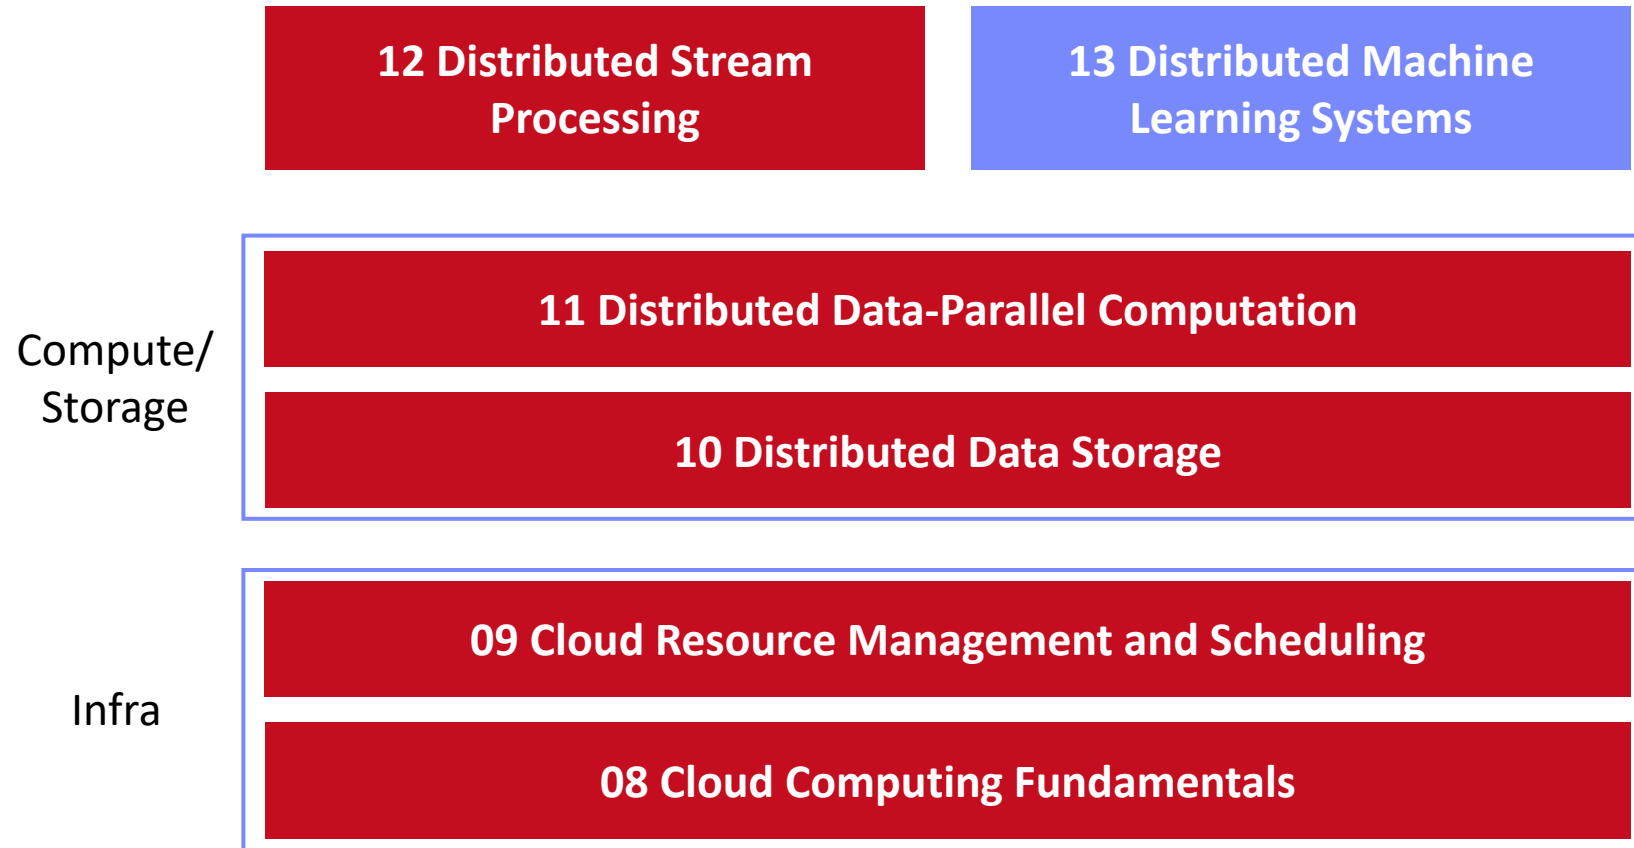 12 Distributed Stream
Processing
13 Distributed Machine
Learning Systems
Compute/
Storage
11 Distributed Data-Parallel Computation
10 Distributed Data Storage
Infra
09 Cloud Resource Management and Scheduling
08 Cloud Computing Fundamentals